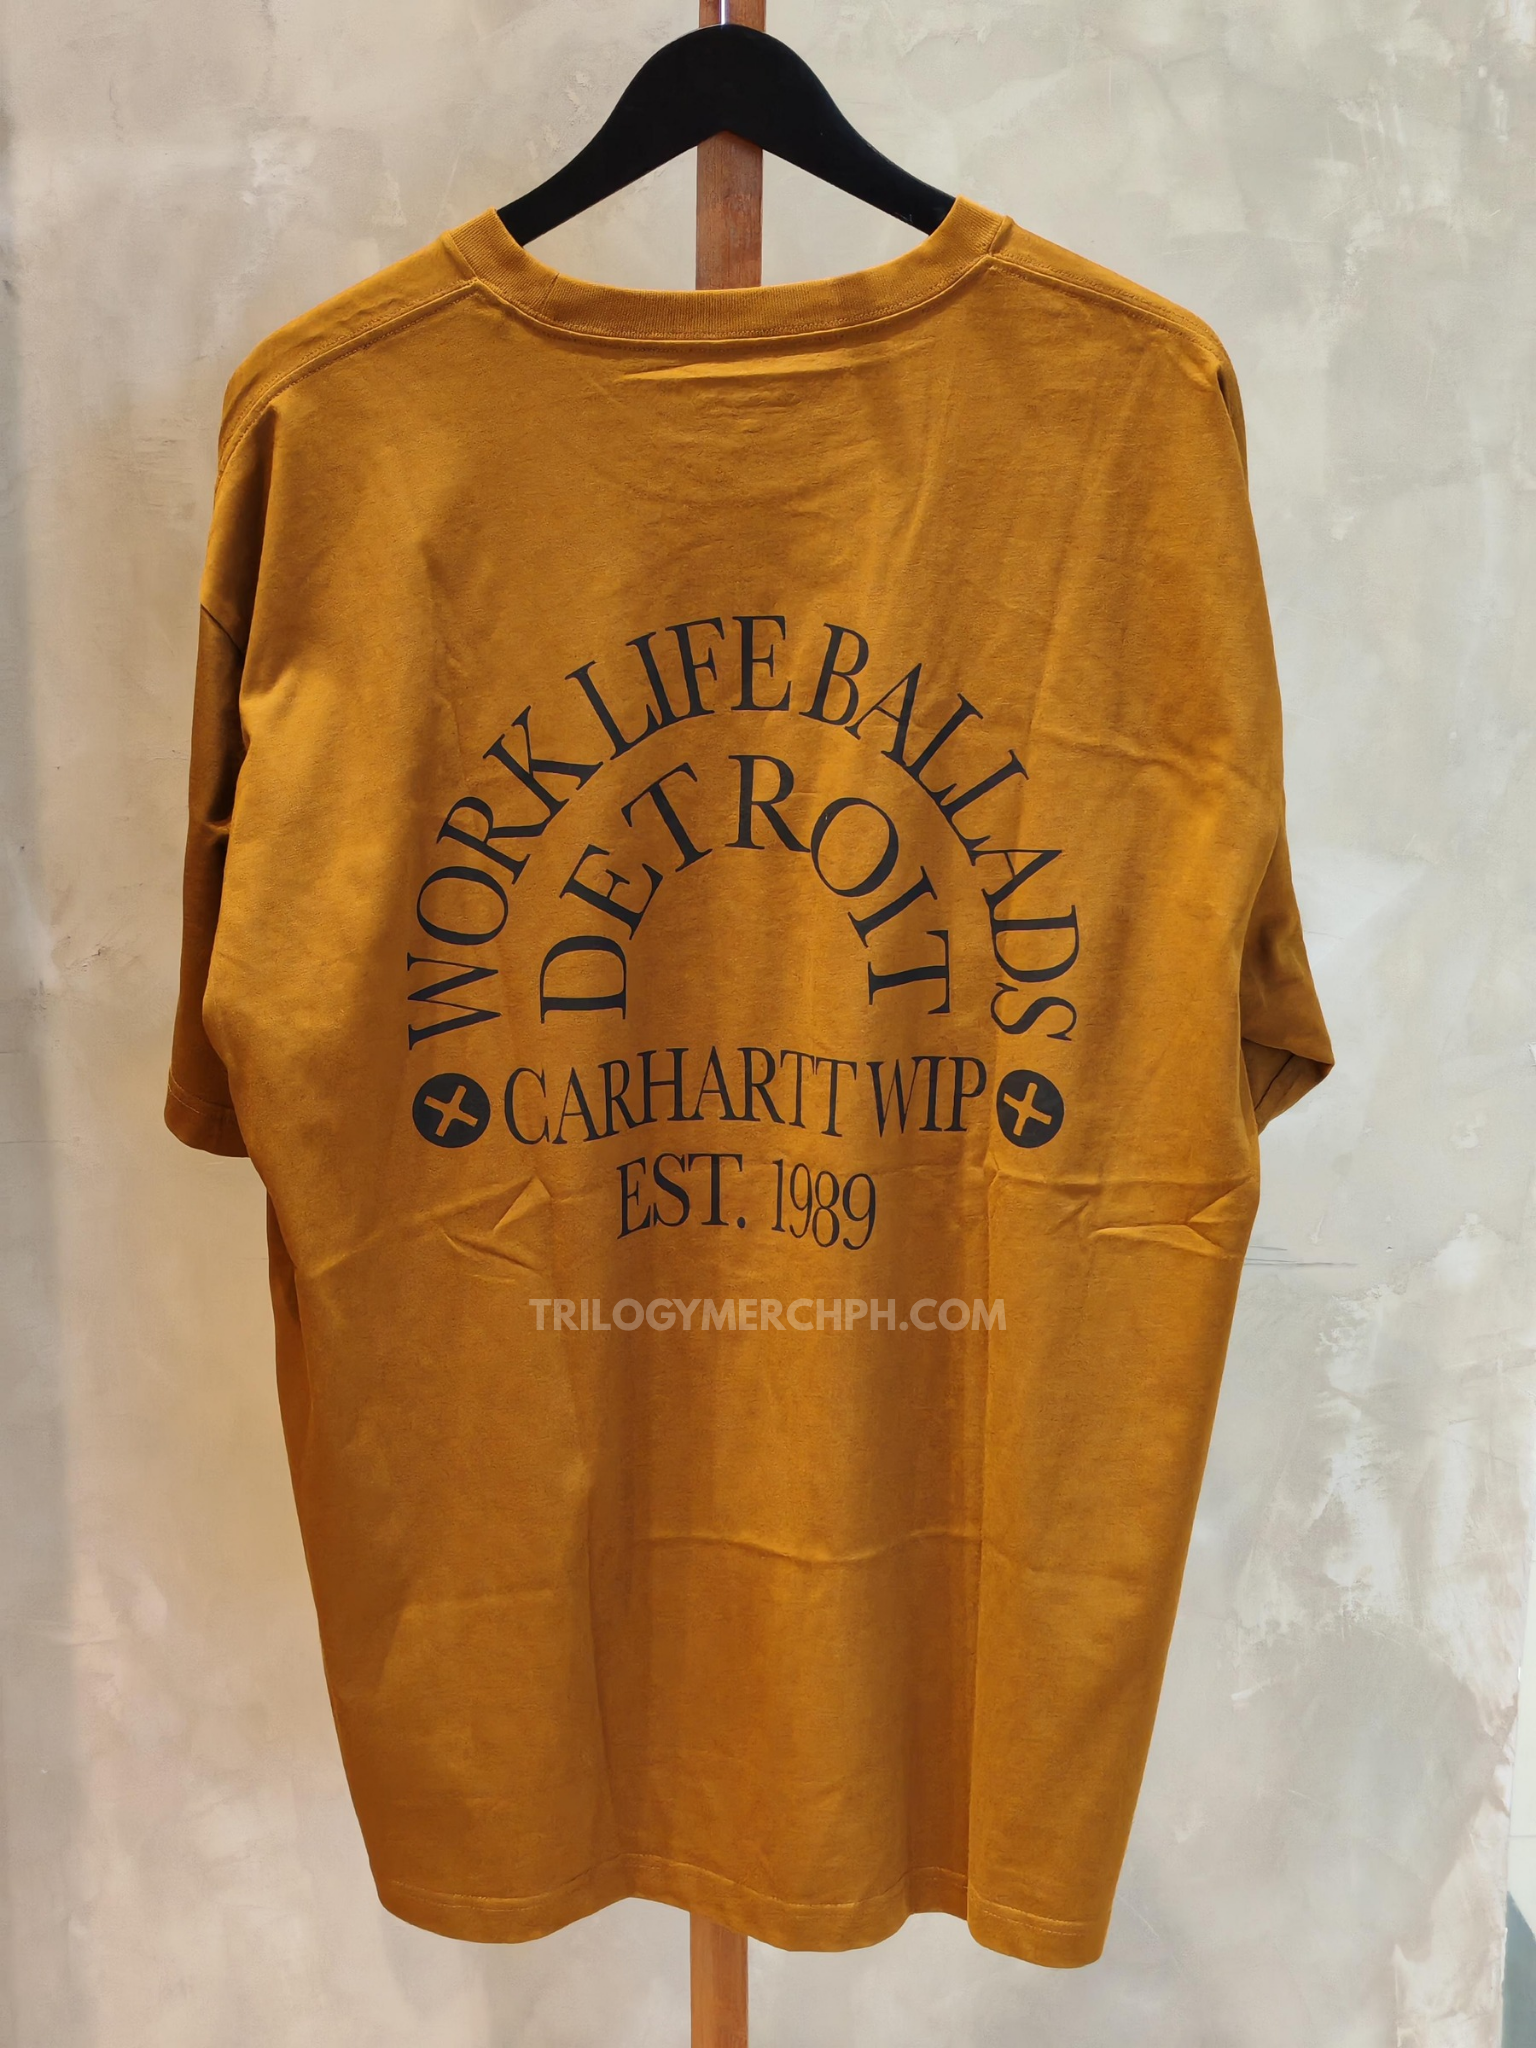 WORK LIFE BALLADS
DETROIT
CARHARTT WIP
EST. 1989
TRILOGYMERCHPH.COM